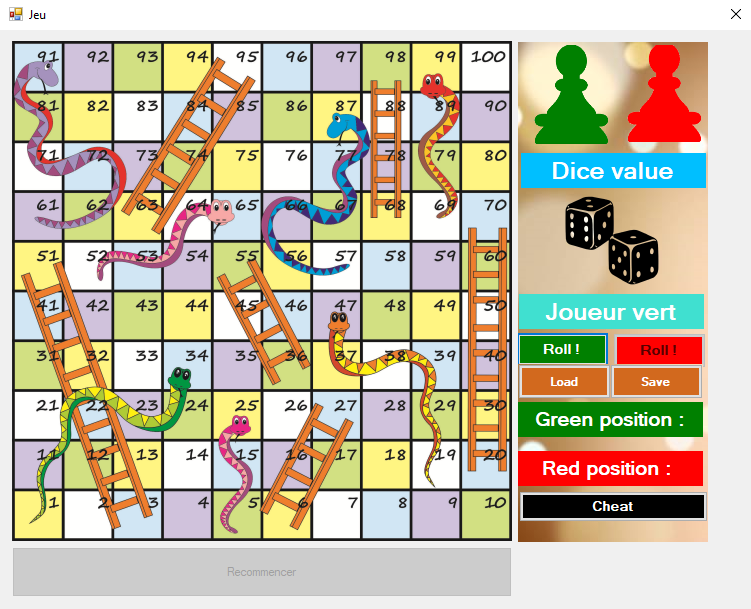 Jeu
91 92 93 94 95 96 97 98 99 100
81 82 83 84 85 86 87 88 89 90
71 72 73 74 75 76 77 78 79 80
61 62 63 64 65 66 67 68 69 70
51 52 53 54 55 56 57 58 59 60
41 42 43 44 45 46 47 48 49 50
31 32 33 34 35 36 37 38 39 40
21 22 23 24 25 26 27 28 29 30
11 12 13 14 15 16 17 18 19 20
1 2 3 4 5 6 7 8 9 10
Recommencer
Dice value
Joueur vert
Roll ! Roll !
Load Save
Green position :
Red position :
Cheat